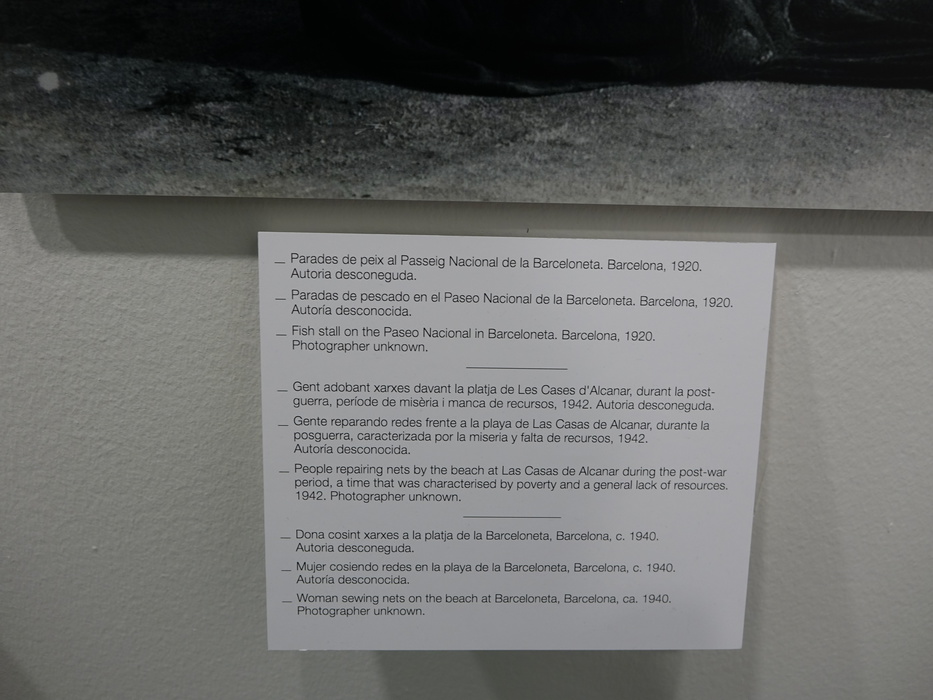 — Parades de peix al Passeig Nacional de la Barceloneta. Barcelona, 1920.
Autoria desconeguda.
— Paradas de pescado en el Paseo Nacional de la Barceloneta. Barcelona, 1920.
Autoría desconocida.
— Fish stall on the Paseo Nacional in Barceloneta. Barcelona, 1920.
Photographer unknown.
— Gent adobant xarxes davant la platja de Les Cases d'Alcanar, durant la post-
guerra, període de misèria i manca de recursos, 1942. Autoria desconeguda.
— Gente reparando redes frente a la playa de Las Casas de Alcanar, durante la
posguerra, caracterizada por la miseria y falta de recursos, 1942.
Autoría desconocida.
— People repairing nets by the beach at Las Casas de Alcanar during the post-war
period, a time that was characterised by poverty and a general lack of resources.
1942. Photographer unknown.
— Dona cosint xarxes a la platja de la Barceloneta, Barcelona, c. 1940.
Autoria desconeguda.
— Mujer cosiendo redes en la playa de la Barceloneta, Barcelona, c. 1940.
Autoría desconocida.
— Woman sewing nets on the beach at Barceloneta, Barcelona, ca. 1940.
Photographer unknown.